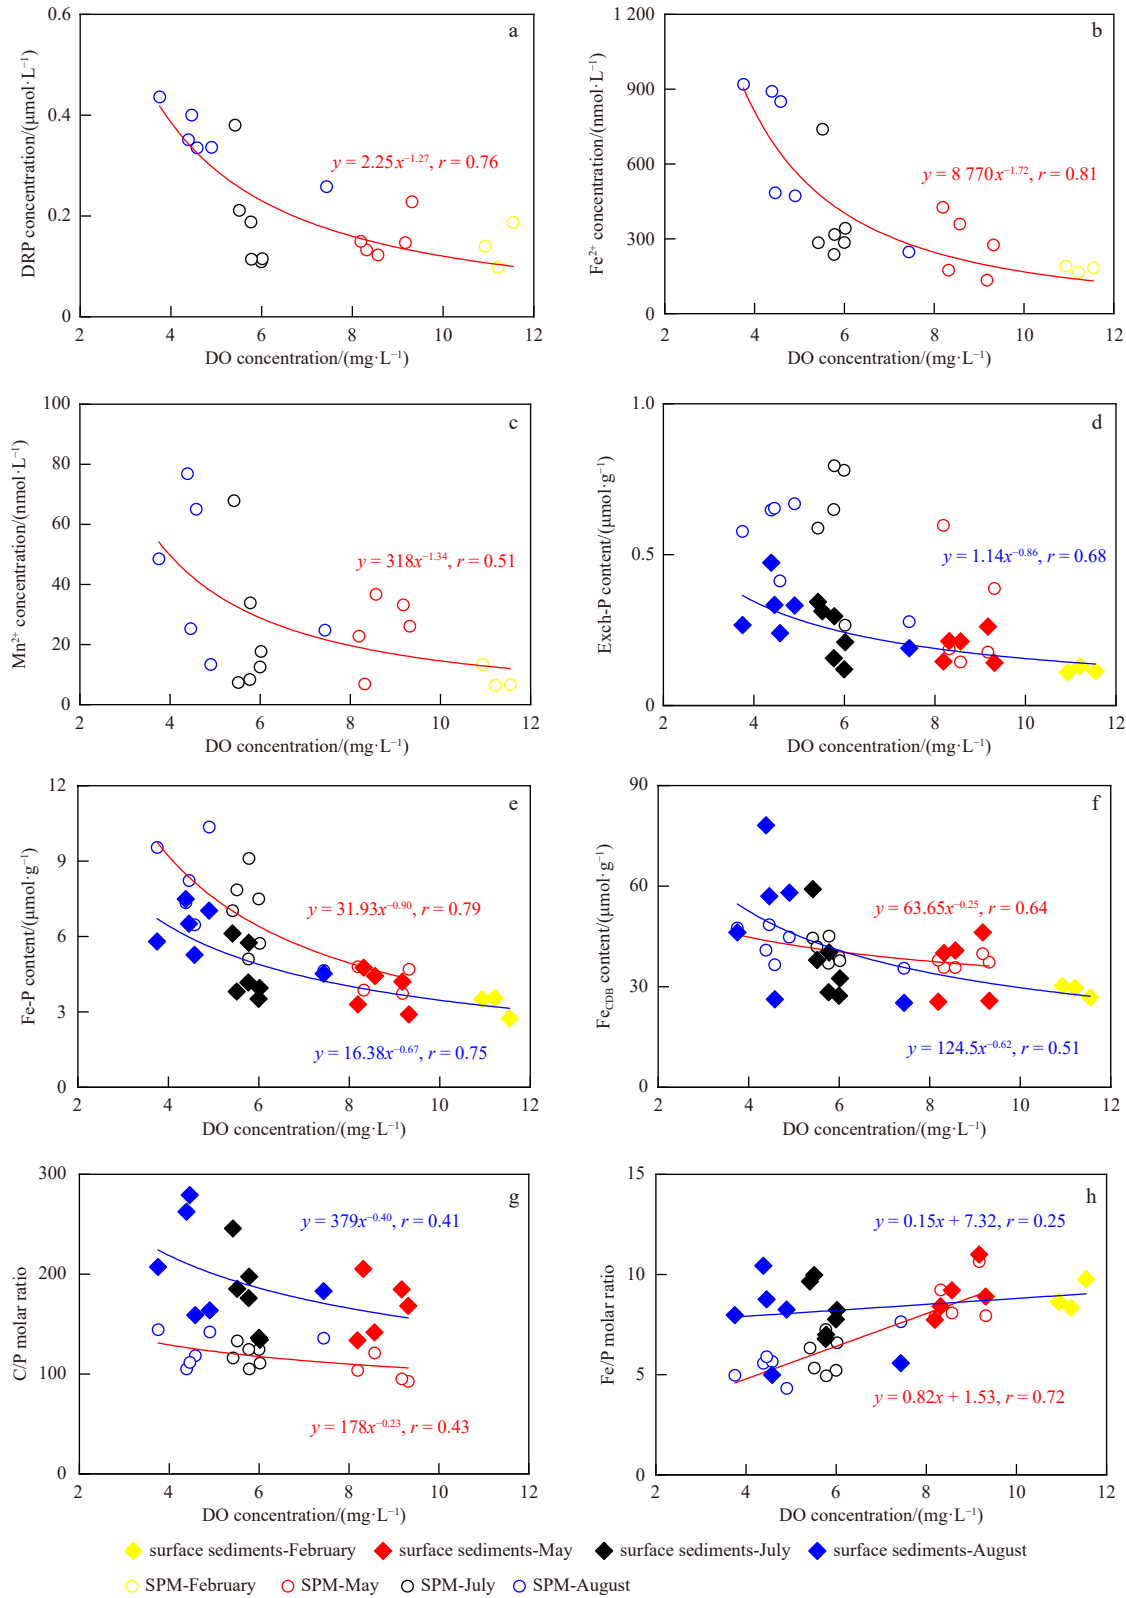 a
DRP concentration/(μmol·L⁻¹)
0.6
0.4
0.2
0
y = 2.25x⁻¹·²⁷, r = 0.76
2 4 6 8 10 12
DO concentration/(mg·L⁻¹)
b
Fe²⁺ concentration/(nmol·L⁻¹)
1 200
900
600
300
0
y = 8 770x⁻¹·⁷², r = 0.81
2 4 6 8 10 12
DO concentration/(mg·L⁻¹)
c
Mn²⁺ concentration/(nmol·L⁻¹)
100
80
60
40
20
0
y = 318x⁻¹·³⁴, r = 0.51
2 4 6 8 10 12
DO concentration/(mg·L⁻¹)
d
Exch-P content/(μmol·g⁻¹)
1.0
0.5
0
y = 1.14x⁻⁰·⁸⁶, r = 0.68
2 4 6 8 10 12
DO concentration/(mg·L⁻¹)
e
Fe-P content/(μmol·g⁻¹)
12
9
6
3
0
y = 31.93x⁻⁰·⁹⁰, r = 0.79
y = 16.38x⁻⁰·⁶⁷, r = 0.75
2 4 6 8 10 12
DO concentration/(mg·L⁻¹)
f
Fe_CDB content/(μmol·g⁻¹)
90
60
30
0
y = 63.65x⁻⁰·²⁵, r = 0.64
y = 124.5x⁻⁰·⁶², r = 0.51
2 4 6 8 10 12
DO concentration/(mg·L⁻¹)
g
C/P molar ratio
300
200
100
0
y = 379x⁻⁰·⁴⁰, r = 0.41
y = 178x⁻⁰·²³, r = 0.43
2 4 6 8 10 12
DO concentration/(mg·L⁻¹)
h
Fe/P molar ratio
15
10
5
0
y = 0.15x + 7.32, r = 0.25
y = 0.82x + 1.53, r = 0.72
2 4 6 8 10 12
DO concentration/(mg·L⁻¹)
surface sediments-February surface sediments-May surface sediments-July surface sediments-August
SPM-February SPM-May SPM-July SPM-August